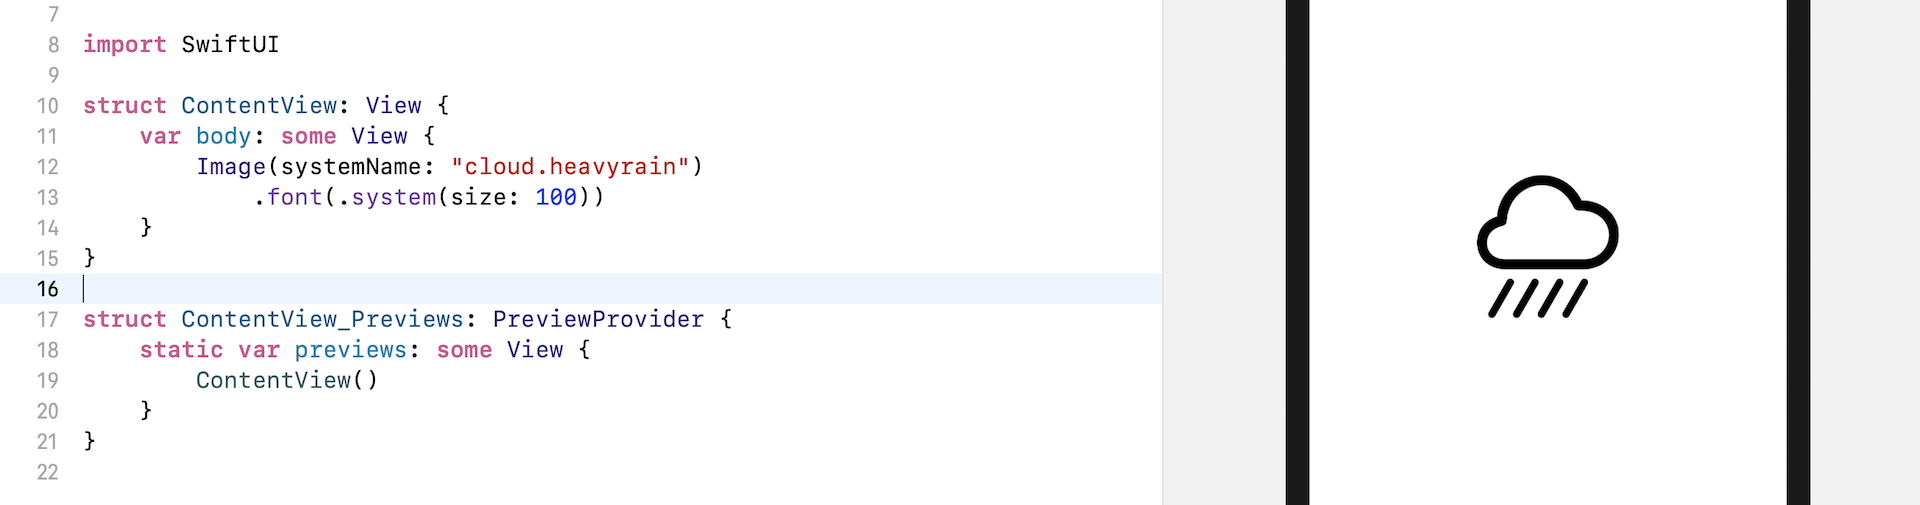 7
8 import SwiftUI
9
10 struct ContentView: View {
11 var body: some View {
12 Image(systemName: "cloud.heavyrain")
13 .font(.system(size: 100))
14 }
15 }
16
17 struct ContentView_Previews: PreviewProvider {
18 static var previews: some View {
19 ContentView()
20 }
21 }
22